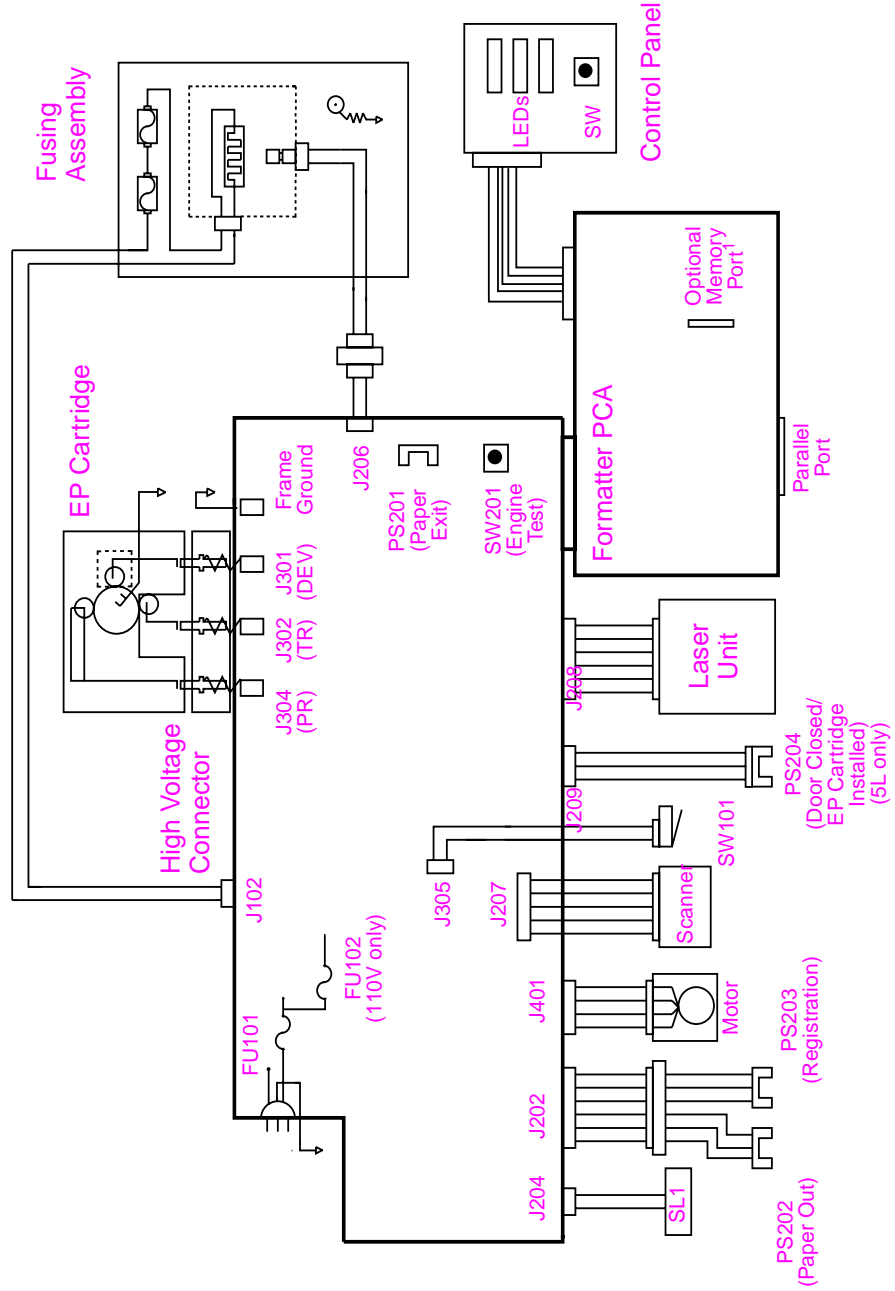 Fusing
Assembly
LEDs
SW
Control Panel
EP Cartridge
Optional
Memory
Port1
High Voltage
Connector
Frame
Ground
J206
PS201
(Paper
Exit)
SW201
(Engine
Test)
Formatter PCA
Parallel
Port
J301
(DEV)
J302
(TR)
J304
(PR)
J102
J208
Laser
Unit
J209
PS204
(Door Closed/
EP Cartridge
Installed)
(5L only)
J305
SW101
J207
Scanner
FU102
(110V only)
FU101
J401
Motor
PS203
(Registration)
J202
J204
SL1
PS202
(Paper Out)